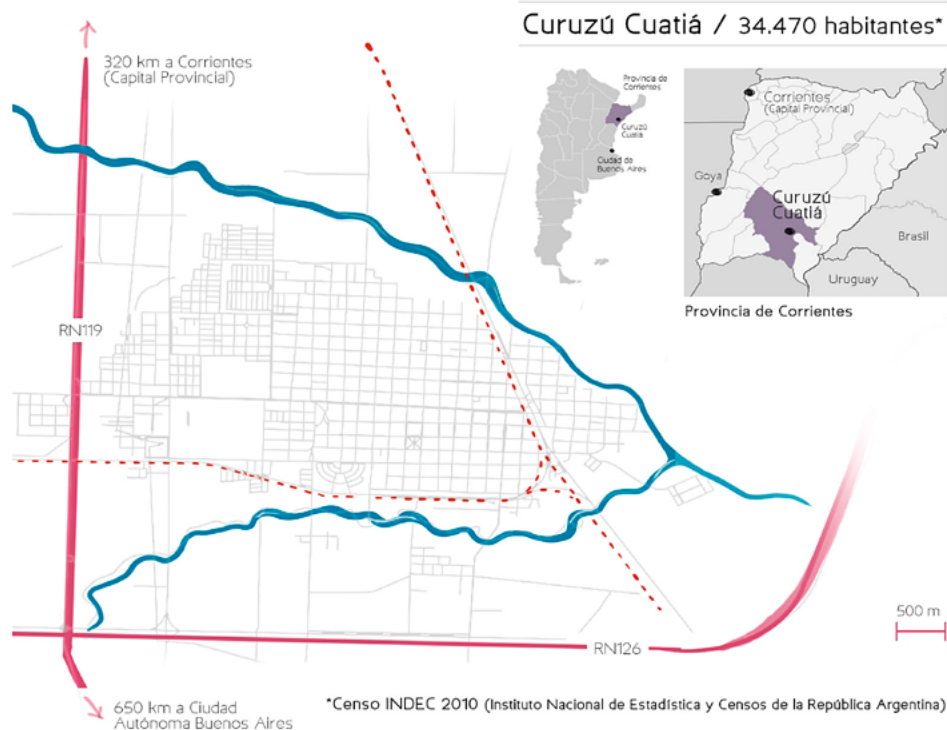 Curuzú Cuatiá / 34.470 habitantes*
320 km a Corrientes
(Capital Provincial)
Provincia de
Corrientes
Curuzú
Cuatiá
Ciudad de
Buenos Aires
Corrientes
(Capital Provincial)
Goya
Curuzú
Cuatiá
Brasil
Uruguay
Provincia de Corrientes
RN119
500 m
RN126
650 km a Ciudad
Autónoma Buenos Aires
*Censo INDEC 2010 (Instituto Nacional de Estadística y Censos de la República Argentina)